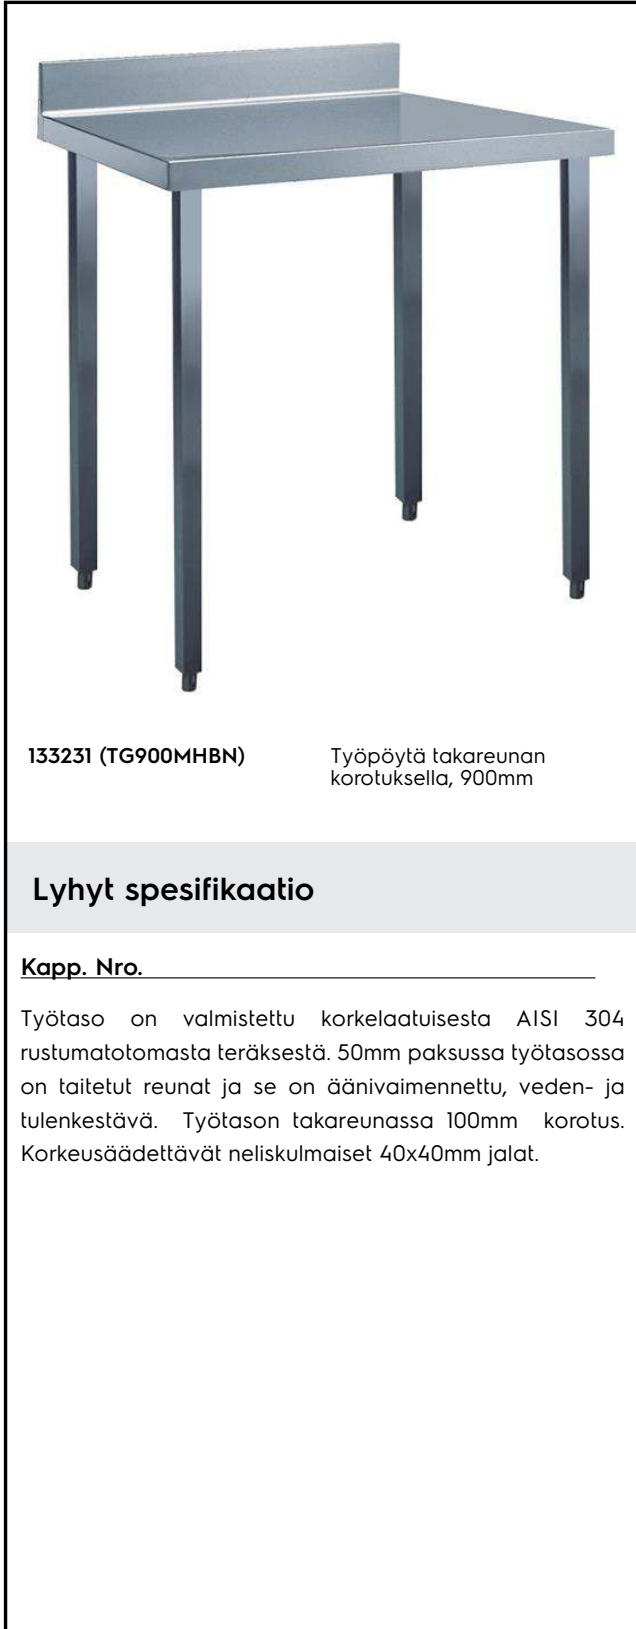 133231 (TG900MHBN)
Työpöytä takareunan
korotuksella, 900mm
Lyhyt spesifikaatio
Kapp. Nro.
Työtaso on valmistettu korkelaatuisesta AISI 304
rustumatotomasta teräksestä. 50mm paksussa työtasossa
on taitetut reunat ja se on äänivaimennettu, veden- ja
tulenkestävä. Työtason takareunassa 100mm korotus.
Korkeusäädettävät neliskulmaiset 40x40mm jalat.